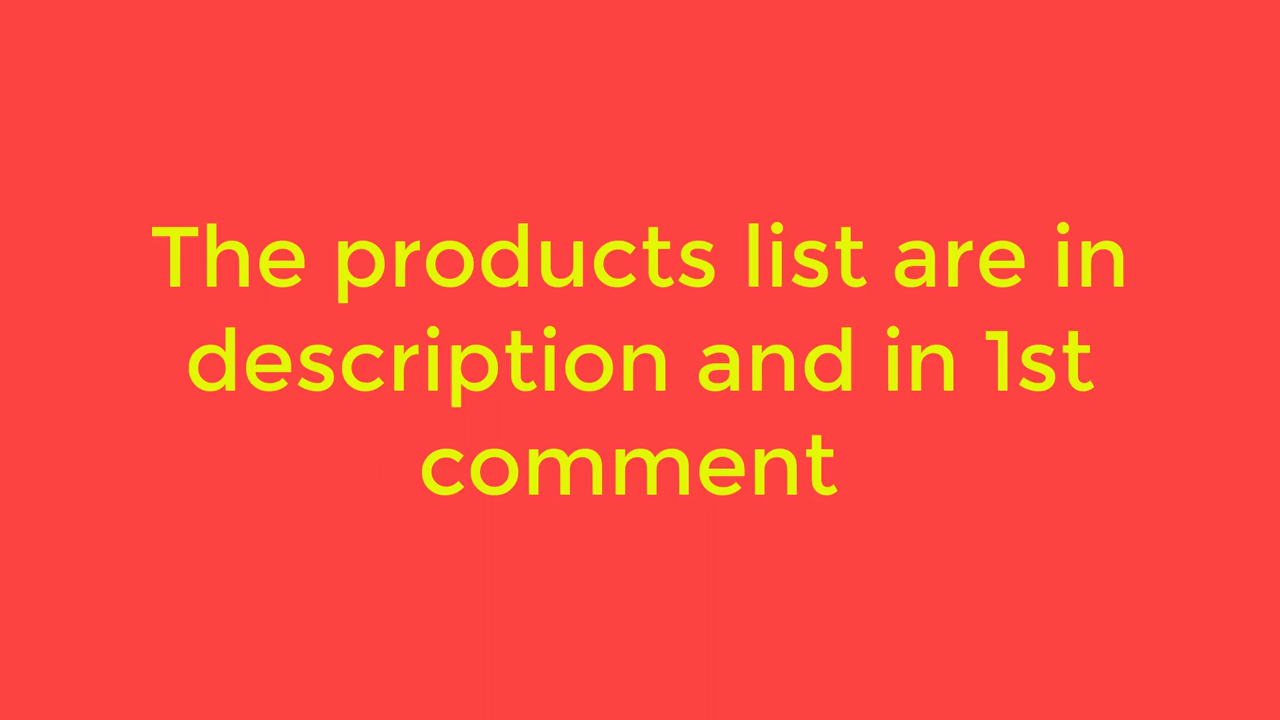 The products list are in
description and in 1st
comment